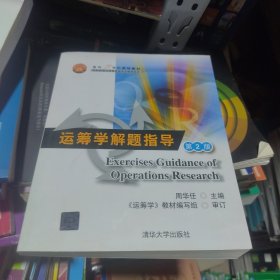 运筹学解题指导
第2版
Exercises Guidance of
Operations Research
周华任 主编
《运筹学》教材编写组 审订
清华大学出版社